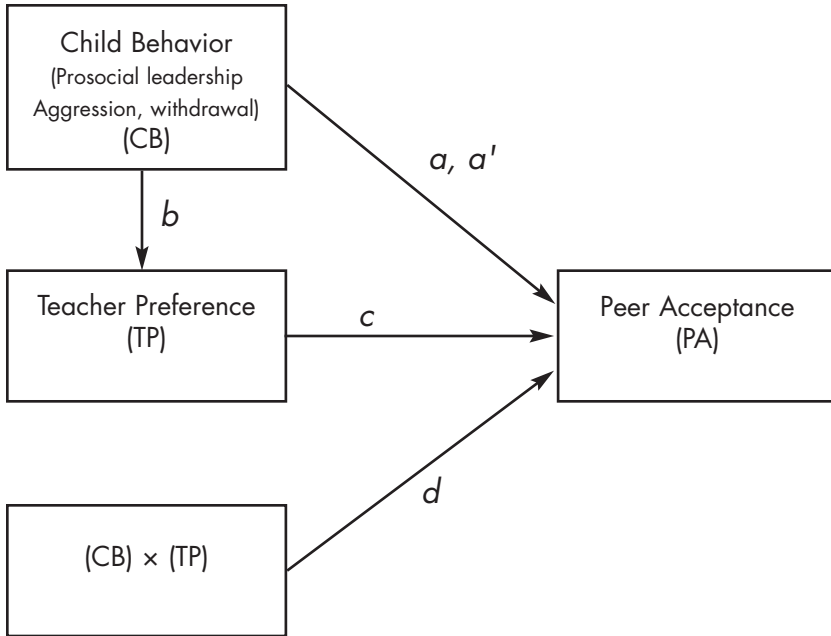 Child Behavior
(Prosocial leadership
Aggression, withdrawal)
(CB)
a, a'
b
Teacher Preference
(TP)
c
Peer Acceptance
(PA)
d
(CB) × (TP)